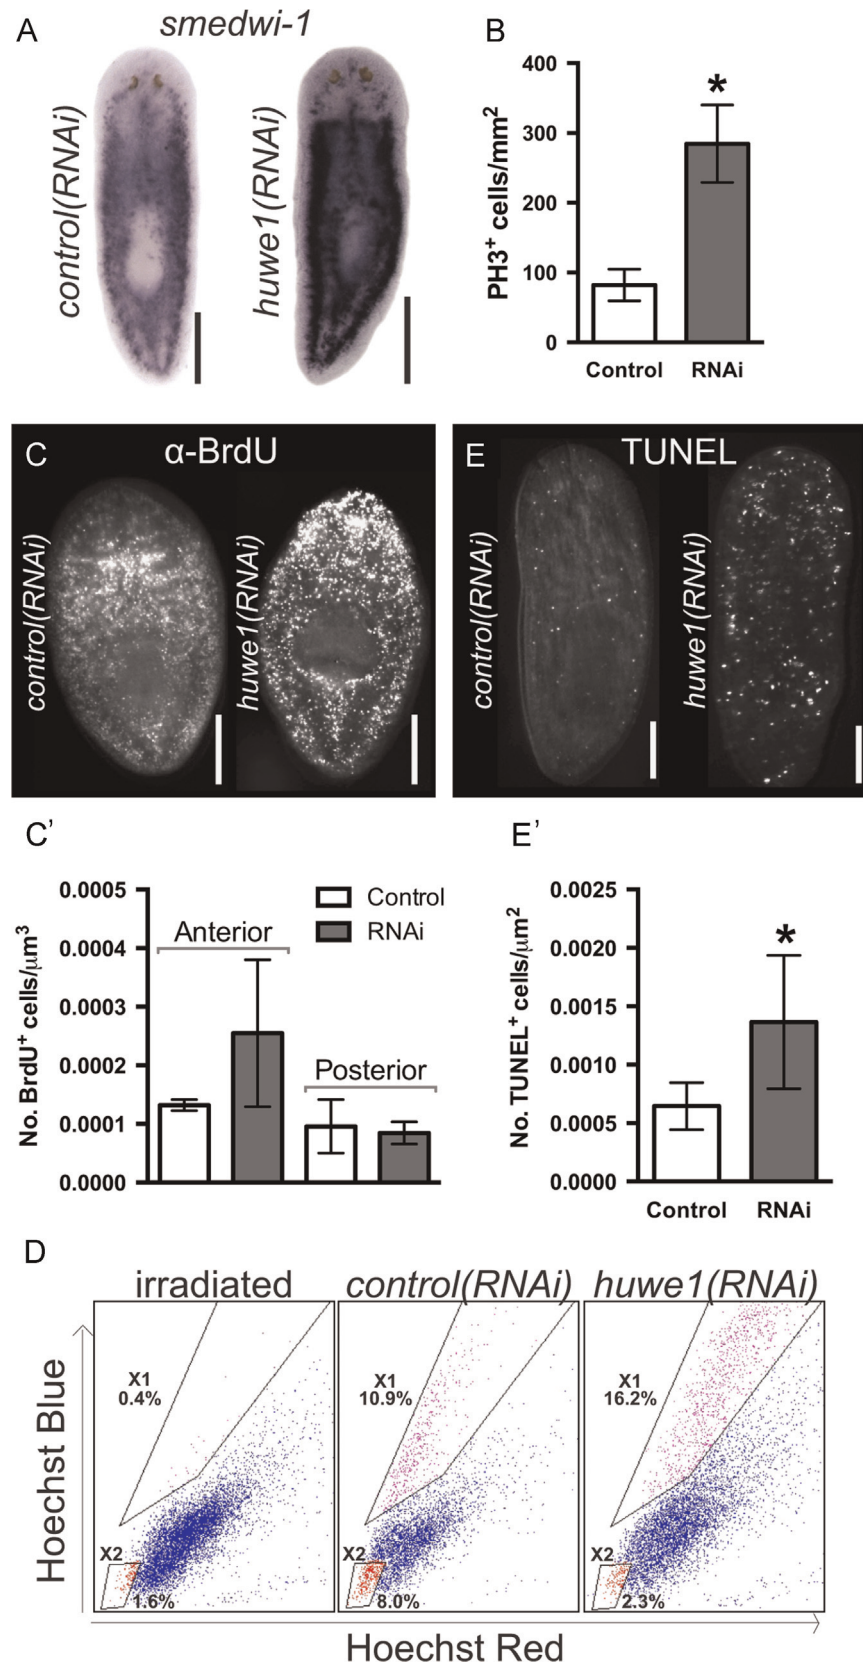 A
smedwi-1
control(RNAi)
huwe1(RNAi)
B
PH3+ cells/mm2
400
300
200
100
0
*
Control
RNAi
C
α-BrdU
control(RNAi)
huwe1(RNAi)
E
TUNEL
control(RNAi)
huwe1(RNAi)
C'
No. BrdU+ cells/μm3
0.0005
0.0004
0.0003
0.0002
0.0001
0.0000
Anterior
Posterior
Control
RNAi
E'
No. TUNEL+ cells/μm2
0.0025
0.0020
0.0015
0.0010
0.0005
0.0000
*
Control
RNAi
D
irradiated
control(RNAi)
huwe1(RNAi)
Hoechst Blue
X1
0.4%
X2
1.6%
X1
10.9%
X2
8.0%
X1
16.2%
X2
2.3%
Hoechst Red